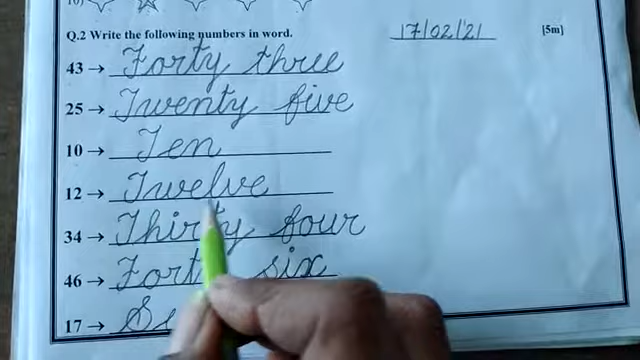 10)
Q.2 Write the following numbers in word. 17/02/21 [5m]
43 → Forty three
25 → Twenty five
10 → Ten
12 → Twelve
34 → Thirty four
46 → Forty six
17 →